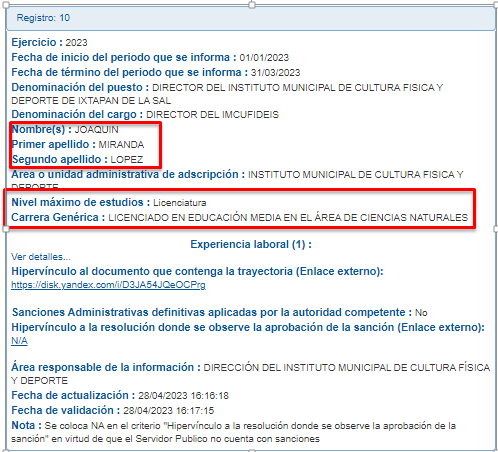 Registro: 10
Ejercicio : 2023
Fecha de inicio del periodo que se informa : 01/01/2023
Fecha de término del periodo que se informa : 31/03/2023
Denominación del puesto : DIRECTOR DEL INSTITUTO MUNICIPAL DE CULTURA FISICA Y
DEPORTE DE IXTAPAN DE LA SAL
Denominación del cargo : DIRECTOR DEL IMCUFIDEIS
Nombre(s) : JOAQUIN
Primer apellido : MIRANDA
Segundo apellido : LOPEZ
Área o unidad administrativa de adscripción : INSTITUTO MUNICIPAL DE CULTURA FISICA Y
DEPORTE
Nivel máximo de estudios : Licenciatura
Carrera Genérica : LICENCIADO EN EDUCACIÓN MEDIA EN EL ÁREA DE CIENCIAS NATURALES
Experiencia laboral (1) :
Ver detalles...
Hipervínculo al documento que contenga la trayectoria (Enlace externo):
https://disk.yandex.com/i/D3JA54JQeOCPrg
Sanciones Administrativas definitivas aplicadas por la autoridad competente : No
Hipervínculo a la resolución donde se observe la aprobación de la sanción (Enlace externo):
N/A
Área responsable de la información : DIRECCIÓN DEL INSTITUTO MUNICIPAL DE CULTURA FÍSICA
Y DEPORTE
Fecha de actualización : 28/04/2023 16:16:18
Fecha de validación : 28/04/2023 16:17:15
Nota : Se coloca NA en el criterio "Hipervínculo a la resolución donde se observe la aprobación de la
sanción" en virtud de que el Servidor Publico no cuenta con sanciones